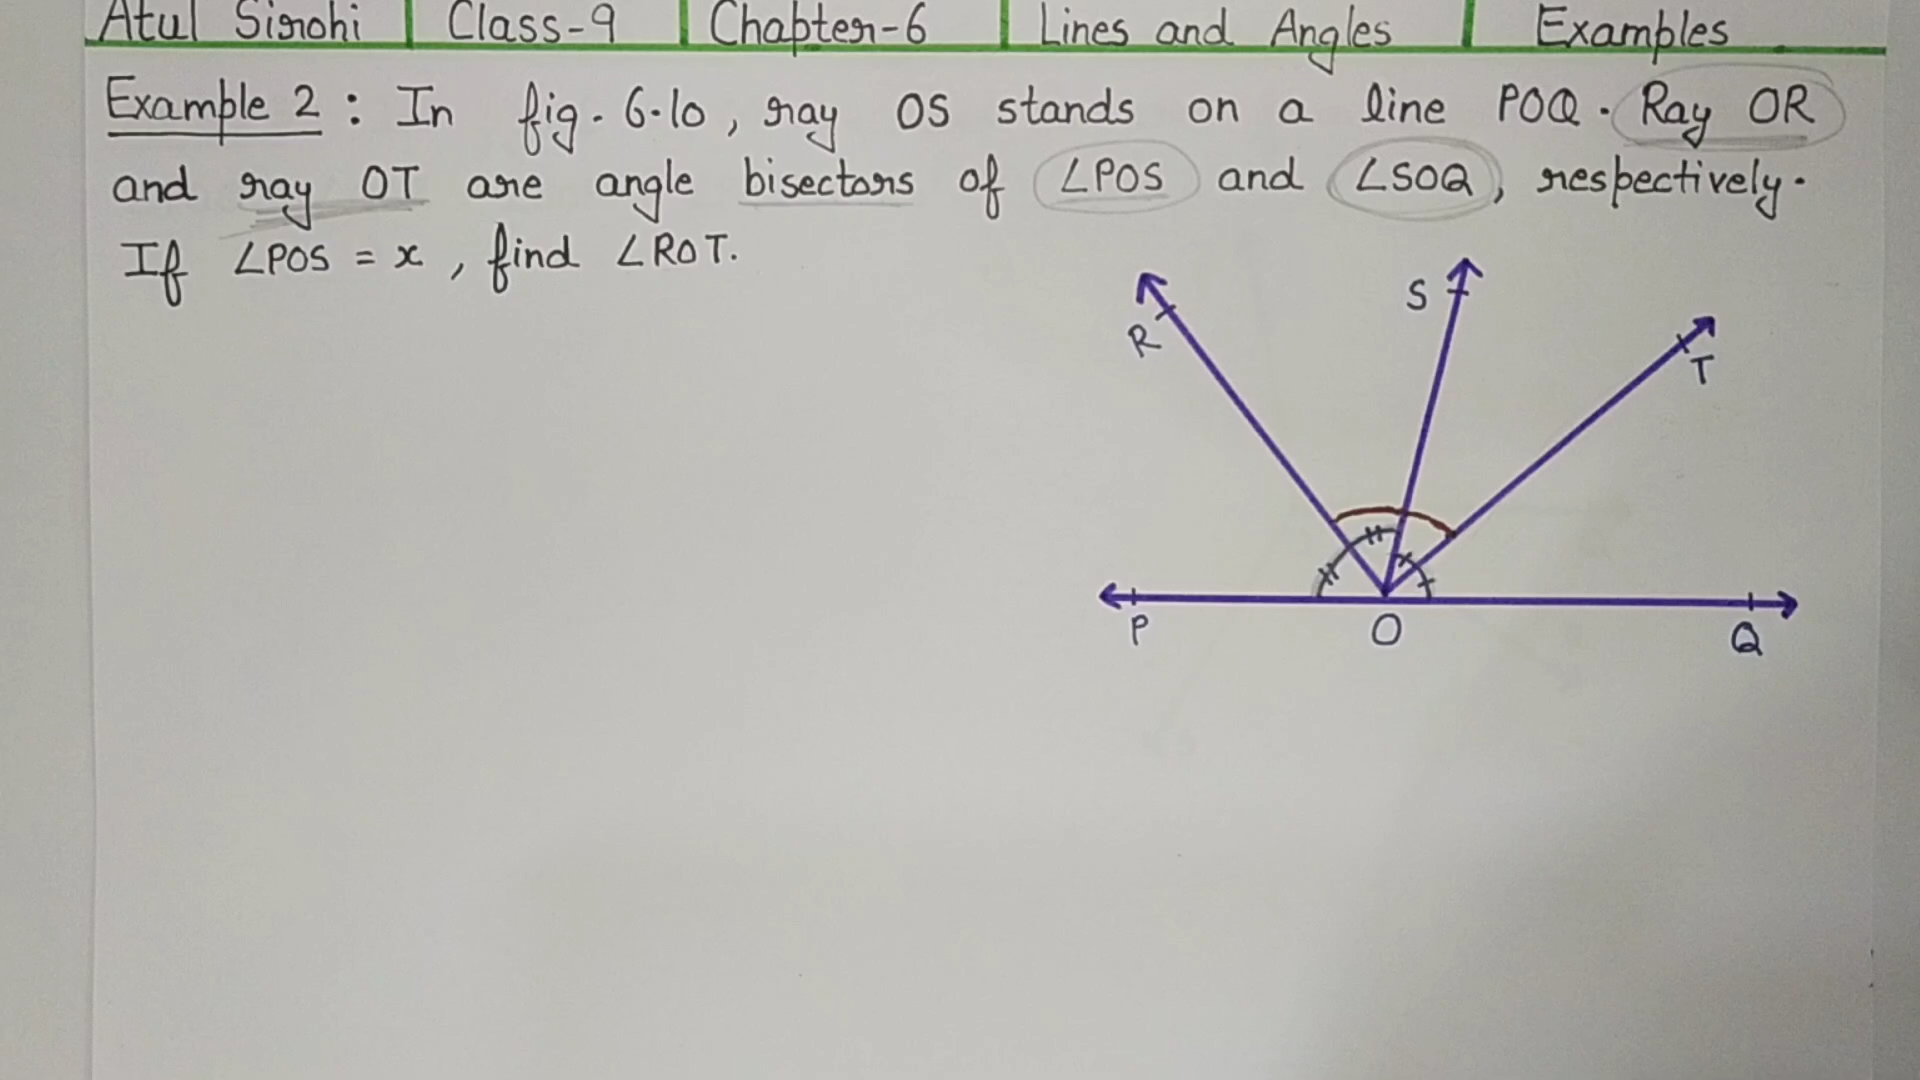 Atul Sirohi Class-9 Chapter-6 Lines and Angles Examples
Example 2 : In fig. 6.10, ray OS stands on a line POQ. Ray OR
and ray OT are angle bisectors of ∠POS and ∠SOQ, respectively.
If ∠POS = x, find ∠ROT.
S
R
T
P
O
Q